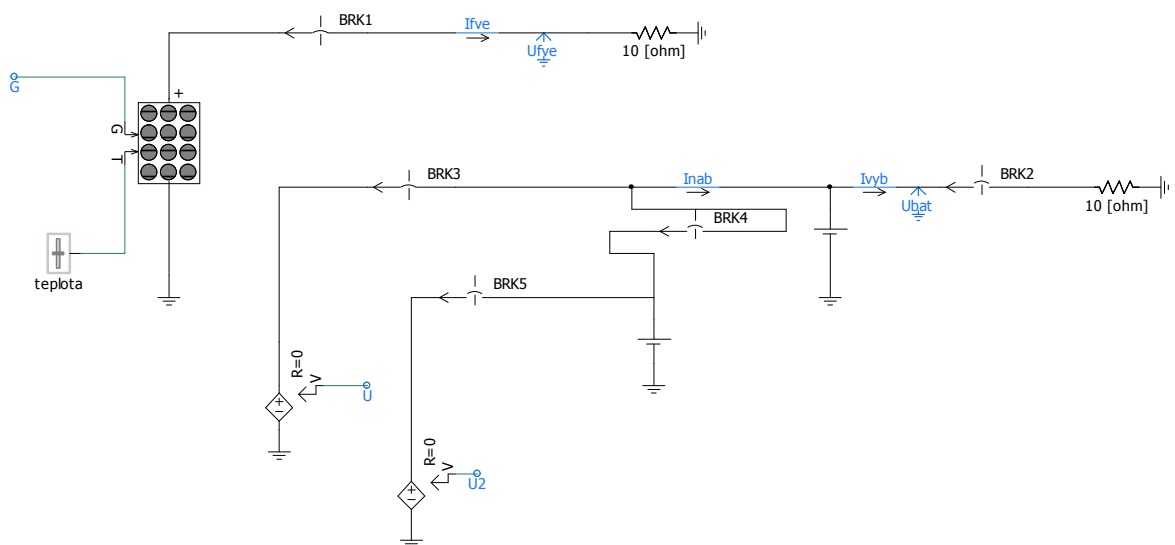 BRK1
Ifve
Ufve
10 [ohm]
G
+
G
T
teplota
BRK3
Inab
Ivyb
BRK2
Ubat
10 [ohm]
BRK4
BRK5
R=0
V
U
+
-
R=0
V
U2
+
-